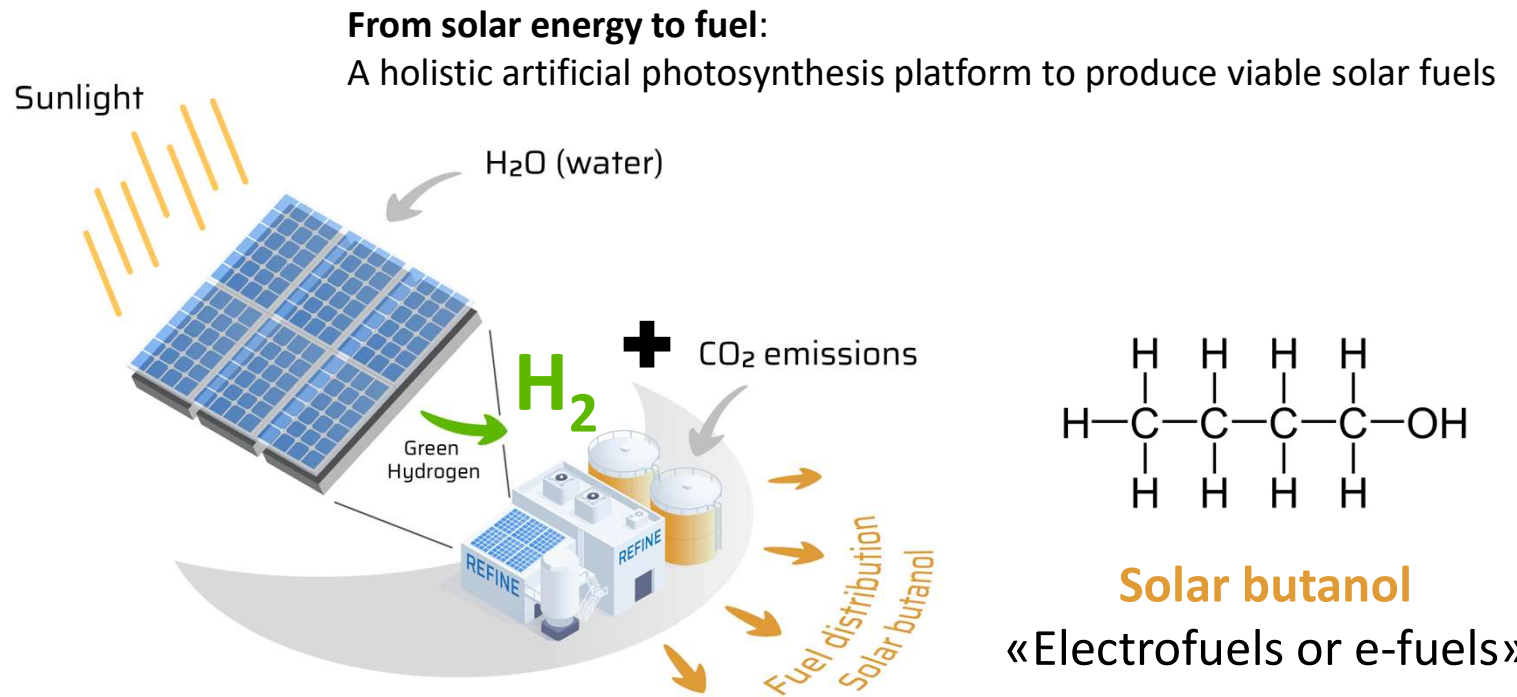 From solar energy to fuel:
A holistic artificial photosynthesis platform to produce viable solar fuels
Sunlight
H₂O (water)
H₂
+
CO₂ emissions
Green
Hydrogen
REFINE
REFINE
Fuel distribution
Solar butanol
H H H H
H—C—C—C—C—OH
H H H H
Solar butanol
«Electrofuels or e-fuels»